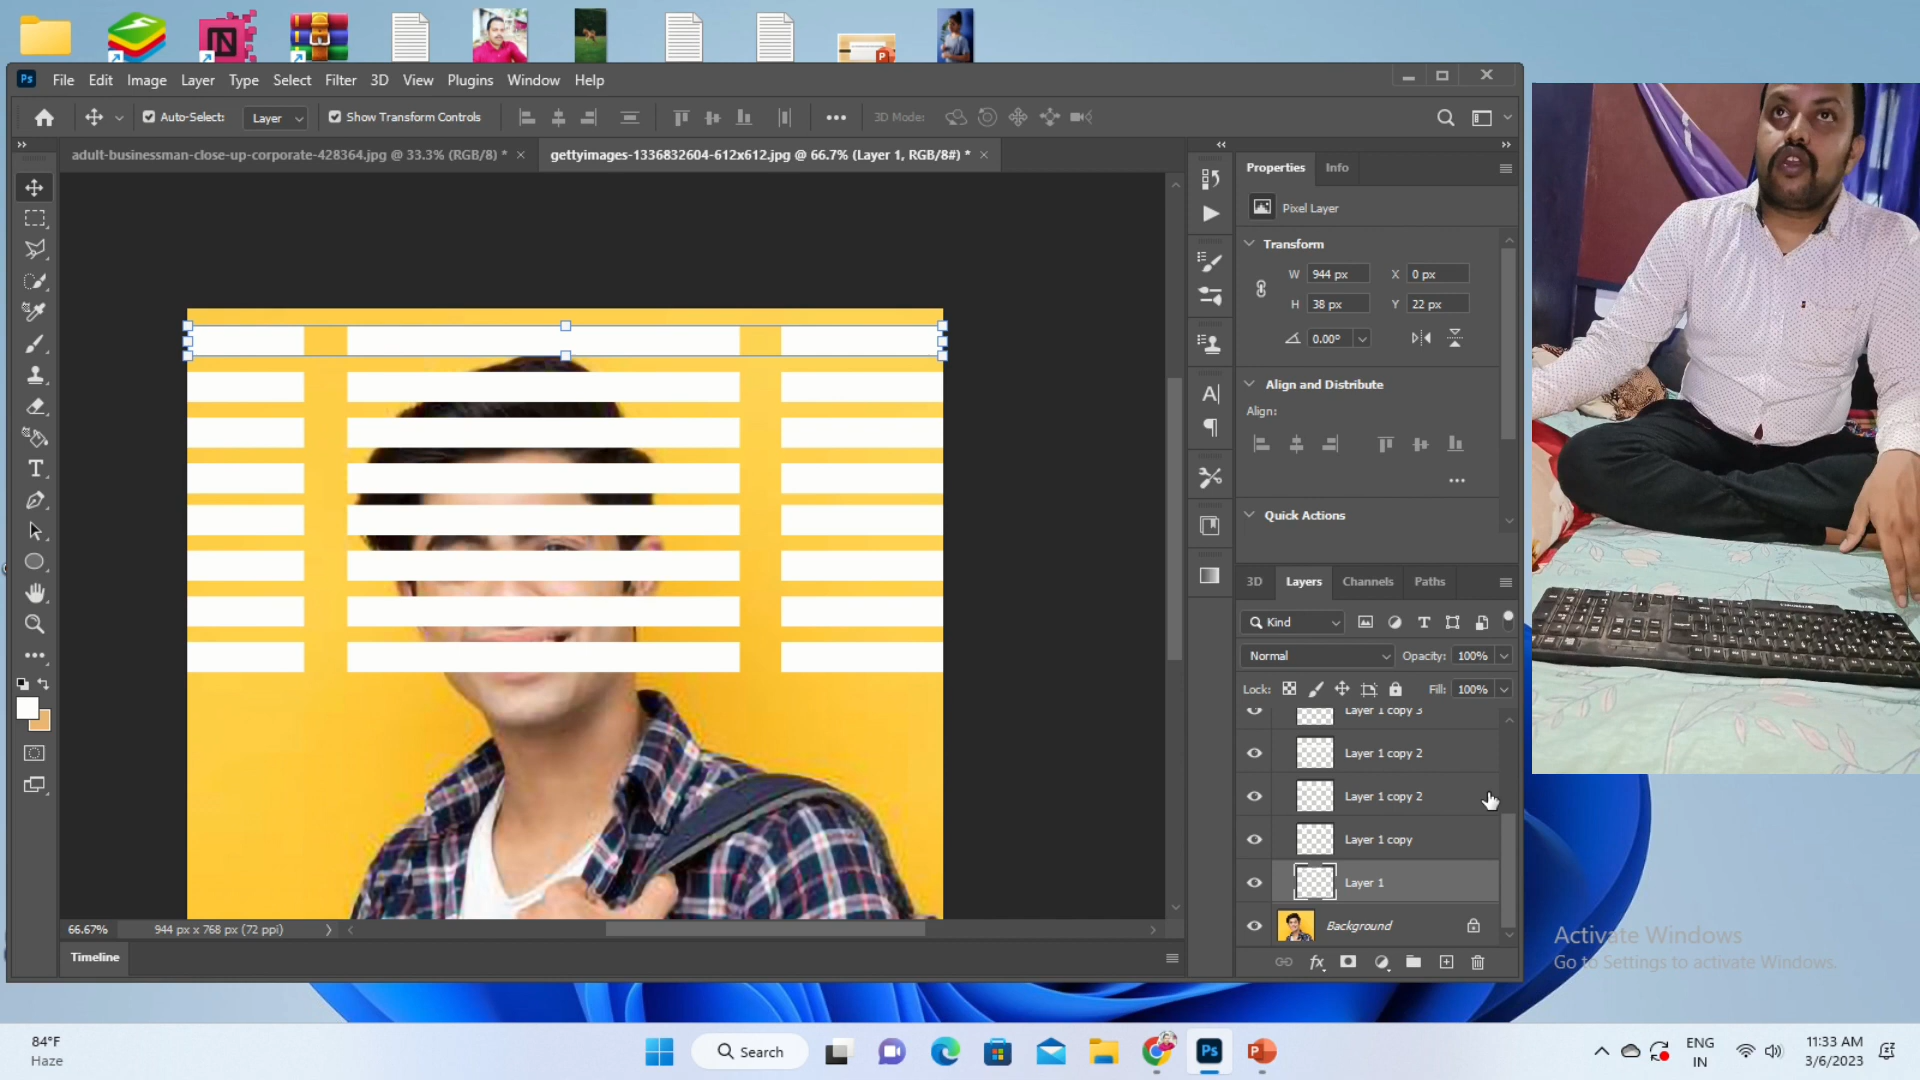 Ps File Edit Image Layer Type Select Filter 3D View Plugins Window Help
Auto-Select: Layer Show Transform Controls 3D Mode:
adult-businessman-close-up-corporate-428364.jpg @ 33.3% (RGB/8) *
gettyimages-1336832604-612x612.jpg @ 66.7% (Layer 1, RGB/8#) *
Properties Info
Pixel Layer
Transform
W 944 px X 0 px
H 38 px Y 22 px
0.00°
Align and Distribute
Align:
Quick Actions
3D Layers Channels Paths
Kind
Normal Opacity: 100%
Lock: Fill: 100%
Layer 1 copy 3
Layer 1 copy 2
Layer 1 copy 2
Layer 1 copy
Layer 1
Background
66.67% 944 px x 768 px (72 ppi)
Timeline
Activate Windows
Go to Settings to activate Windows.
84°F
Haze
Search
Ps
ENG
IN
11:33 AM
3/6/2023